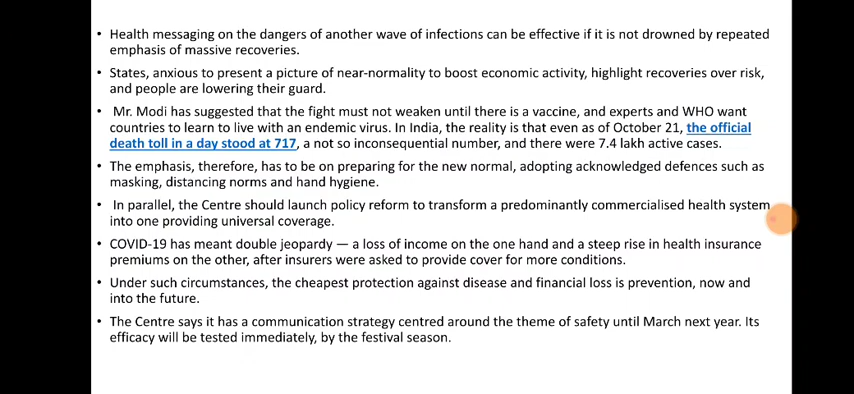 • Health messaging on the dangers of another wave of infections can be effective if it is not drowned by repeated
emphasis of massive recoveries.
• States, anxious to present a picture of near-normality to boost economic activity, highlight recoveries over risk,
and people are lowering their guard.
• Mr. Modi has suggested that the fight must not weaken until there is a vaccine, and experts and WHO want
countries to learn to live with an endemic virus. In India, the reality is that even as of October 21, the official
death toll in a day stood at 717, a not so inconsequential number, and there were 7.4 lakh active cases.
• The emphasis, therefore, has to be on preparing for the new normal, adopting acknowledged defences such as
masking, distancing norms and hand hygiene.
• In parallel, the Centre should launch policy reform to transform a predominantly commercialised health system
into one providing universal coverage.
• COVID-19 has meant double jeopardy — a loss of income on the one hand and a steep rise in health insurance
premiums on the other, after insurers were asked to provide cover for more conditions.
• Under such circumstances, the cheapest protection against disease and financial loss is prevention, now and
into the future.
• The Centre says it has a communication strategy centred around the theme of safety until March next year. Its
efficacy will be tested immediately, by the festival season.